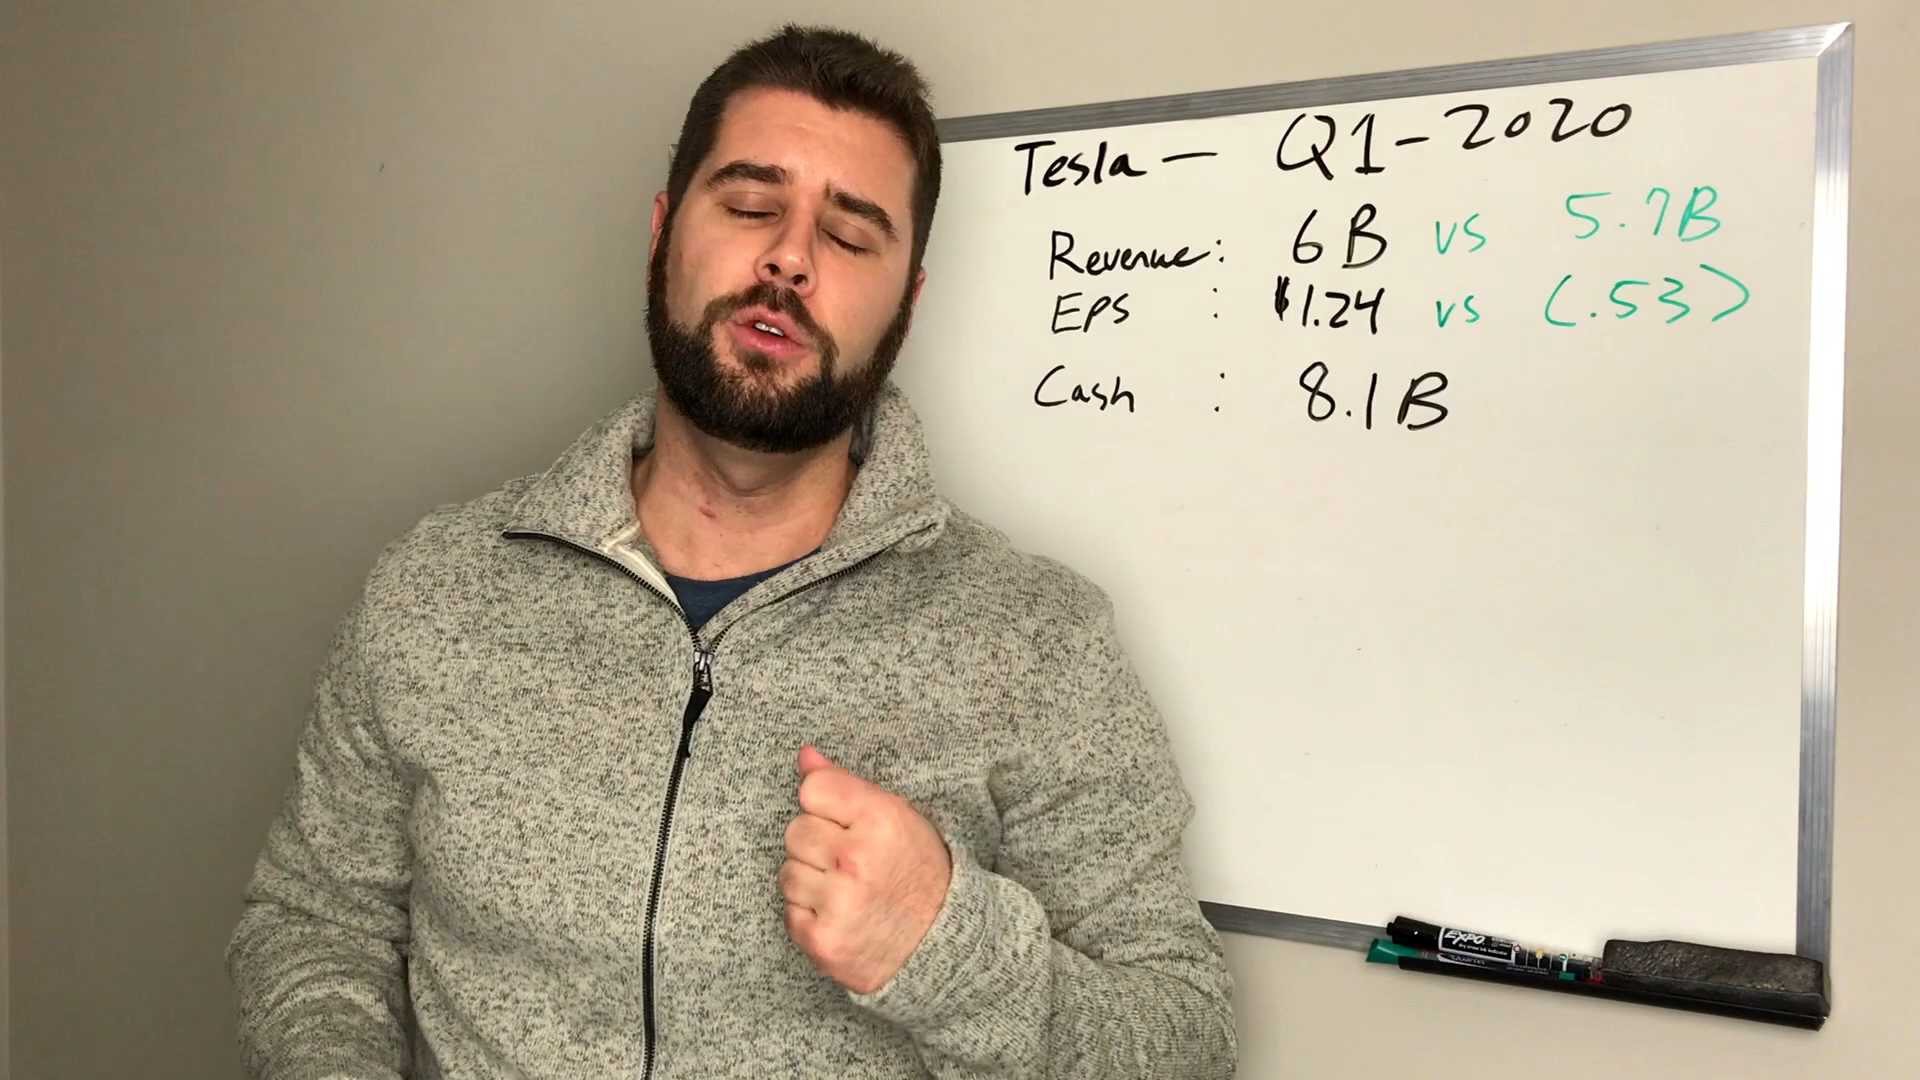 Tesla — Q1-2020
Revenue: 6B vs 5.7B
EPS : $1.24 vs (.53)
Cash : 8.1B
EXPO